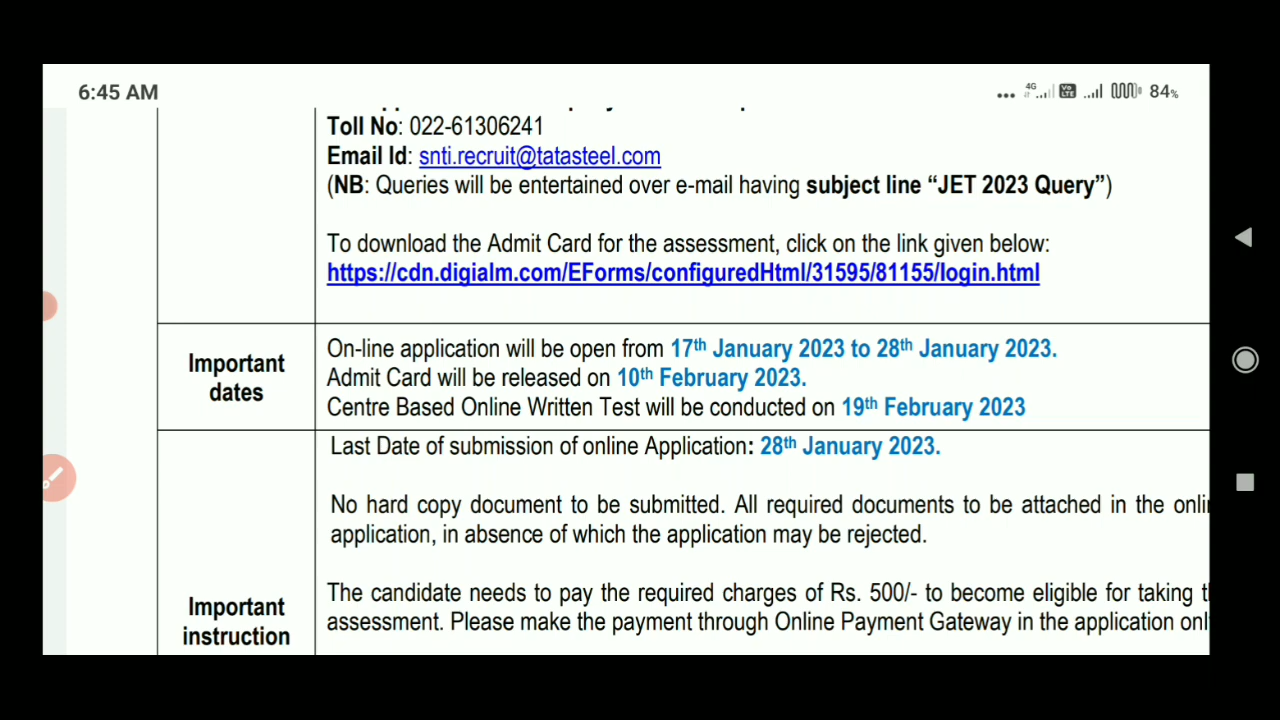 6:45 AM
4G
VO LTE
84%
Toll No: 022-61306241
Email Id: snti.recruit@tatasteel.com
(NB: Queries will be entertained over e-mail having subject line “JET 2023 Query”)
To download the Admit Card for the assessment, click on the link given below:
https://cdn.digialm.com/EForms/configuredHtml/31595/81155/login.html
Important
dates
On-line application will be open from 17th January 2023 to 28th January 2023.
Admit Card will be released on 10th February 2023.
Centre Based Online Written Test will be conducted on 19th February 2023
Last Date of submission of online Application: 28th January 2023.
No hard copy document to be submitted. All required documents to be attached in the
application, in absence of which the application may be rejected.
Important
instruction
The candidate needs to pay the required charges of Rs. 500/- to become eligible for taking
assessment. Please make the payment through Online Payment Gateway in the application